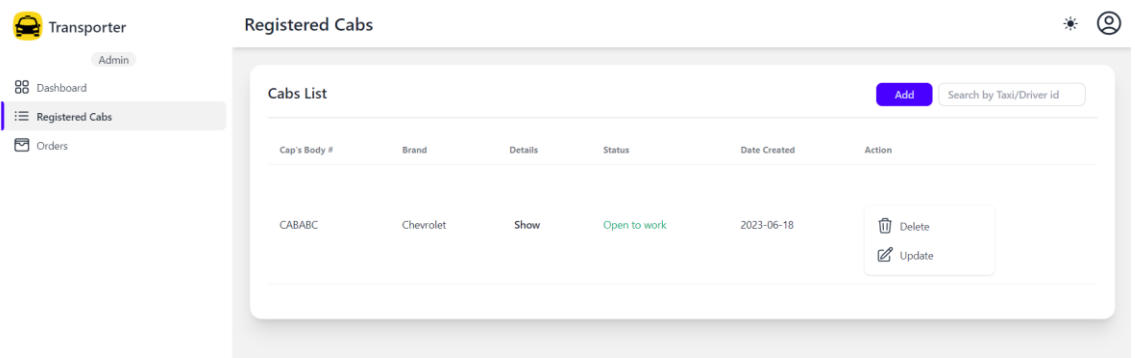 Transporter
Registered Cabs
Admin
Dashboard
Registered Cabs
Orders
Cabs List
Add
Search by Taxi/Driver id
Cap's Body # Brand Details Status Date Created Action
CABABC Chevrolet Show Open to work 2023-06-18
Delete
Update